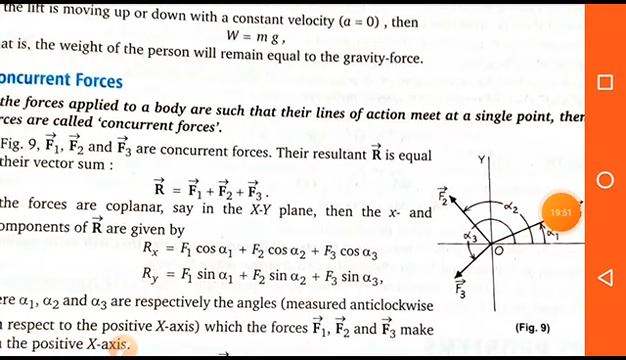 the lift is moving up or down with a constant velocity (a = 0) , then
W = m g ,
at is, the weight of the person will remain equal to the gravity-force.
oncurrent Forces
the forces applied to a body are such that their lines of action meet at a single point, then
rces are called ‘concurrent forces’.
Fig. 9, F⃗₁, F⃗₂ and F⃗₃ are concurrent forces. Their resultant R⃗ is equal
their vector sum :
R⃗ = F⃗₁ + F⃗₂ + F⃗₃ .
the forces are coplanar, say in the X-Y plane, then the x- and
omponents of R⃗ are given by
Rₓ = F₁ cos α₁ + F₂ cos α₂ + F₃ cos α₃
R_y = F₁ sin α₁ + F₂ sin α₂ + F₃ sin α₃,
ere α₁, α₂ and α₃ are respectively the angles (measured anticlockwise
respect to the positive X-axis) which the forces F⃗₁, F⃗₂ and F⃗₃ make
the positive X-axis.
Y
F⃗₂
α₂
19:51
α₃
α₁
O
F⃗₃
(Fig. 9)